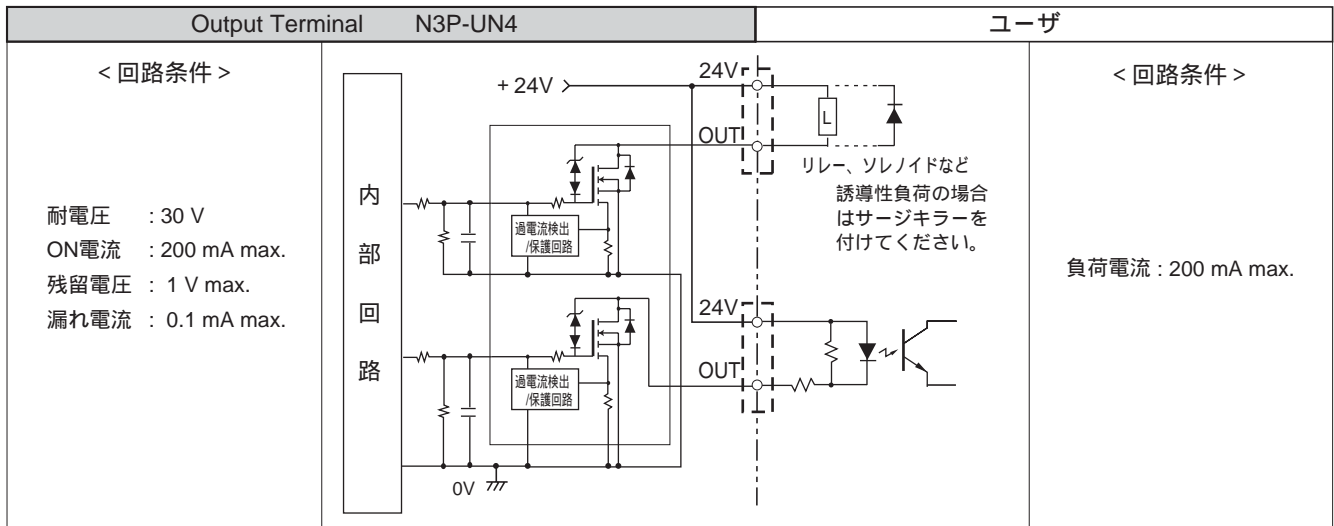 Output Terminal N3P-UN4
ユーザ
< 回路条件 >
耐電圧 : 30 V
ON電流 : 200 mA max.
残留電圧 : 1 V max.
漏れ電流 : 0.1 mA max.
内部回路
+ 24V
24V
OUT
過電流検出
/保護回路
L
リレー、ソレノイドなど
誘導性負荷の場合
はサージキラーを
付けてください。
24V
OUT
過電流検出
/保護回路
0V
< 回路条件 >
負荷電流 : 200 mA max.